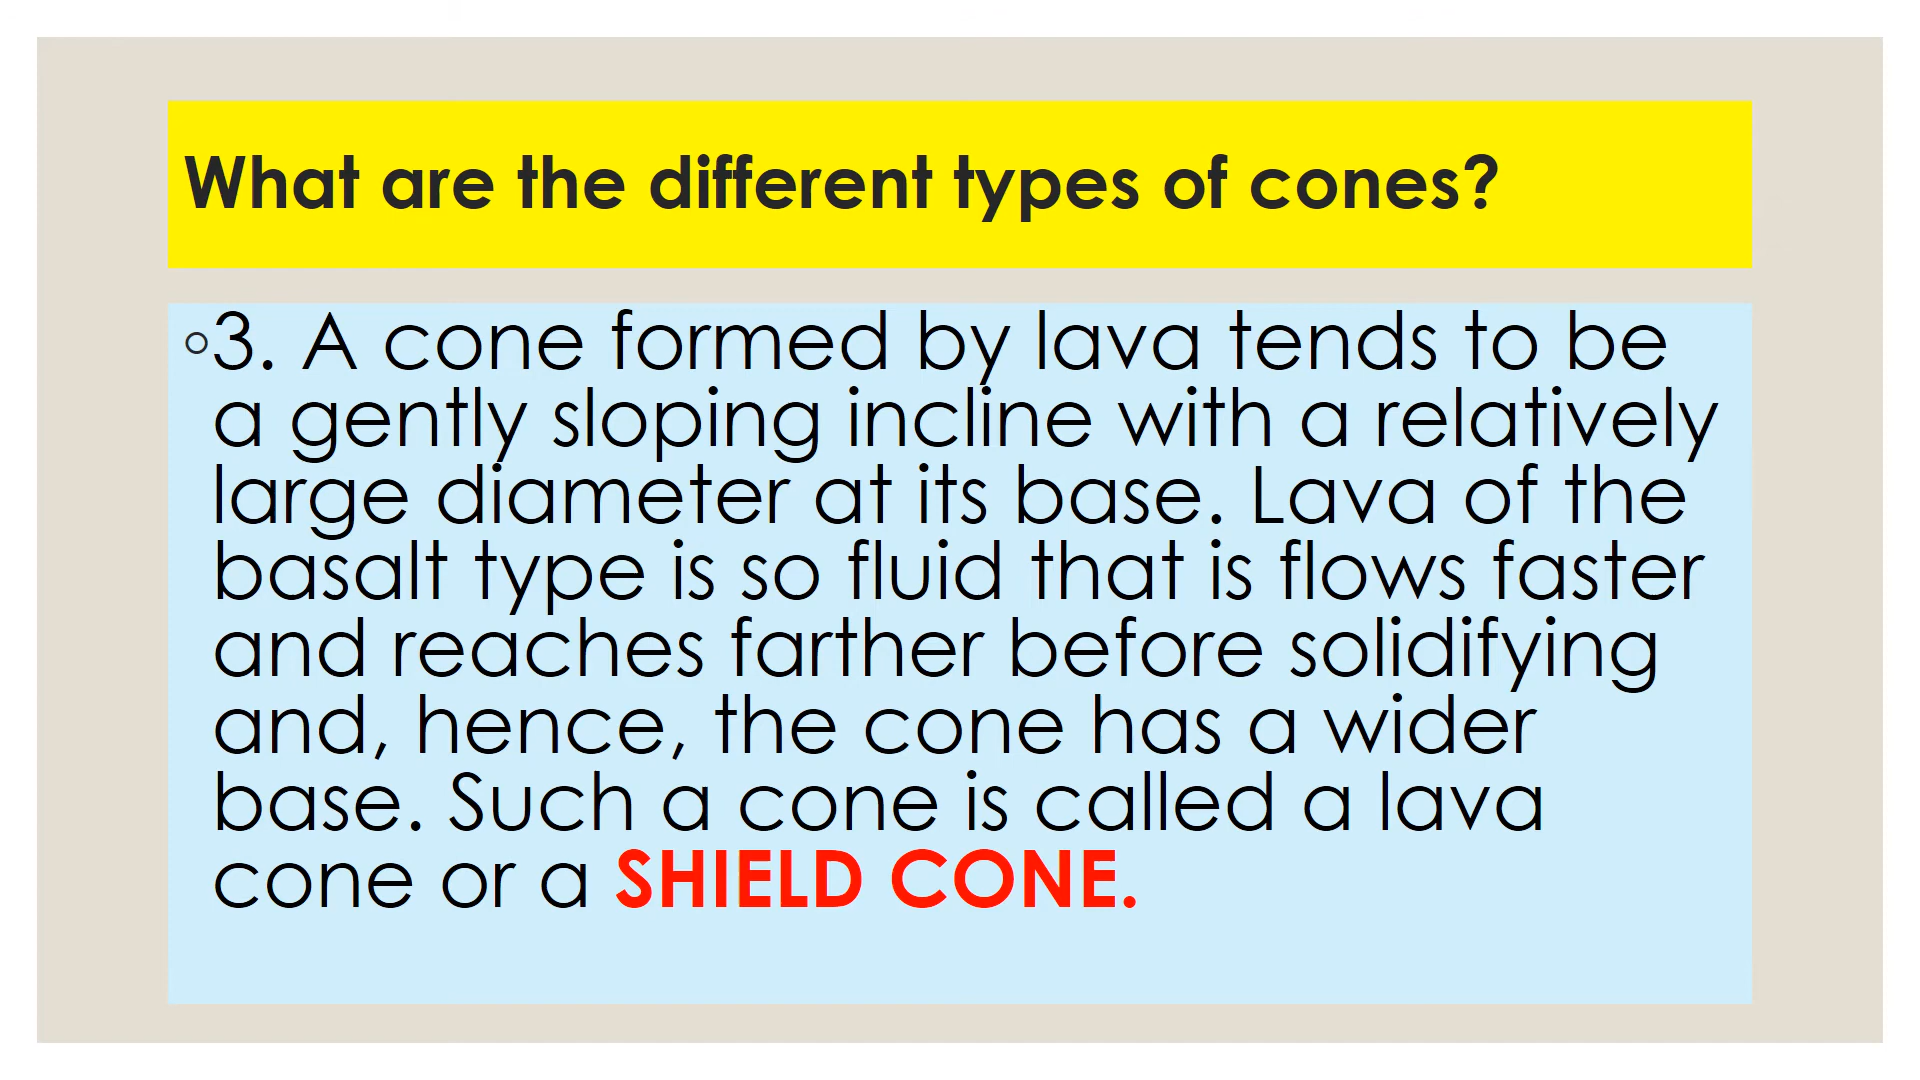 What are the different types of cones?
◦3. A cone formed by lava tends to be
a gently sloping incline with a relatively
large diameter at its base. Lava of the
basalt type is so fluid that is flows faster
and reaches farther before solidifying
and, hence, the cone has a wider
base. Such a cone is called a lava
cone or a SHIELD CONE.